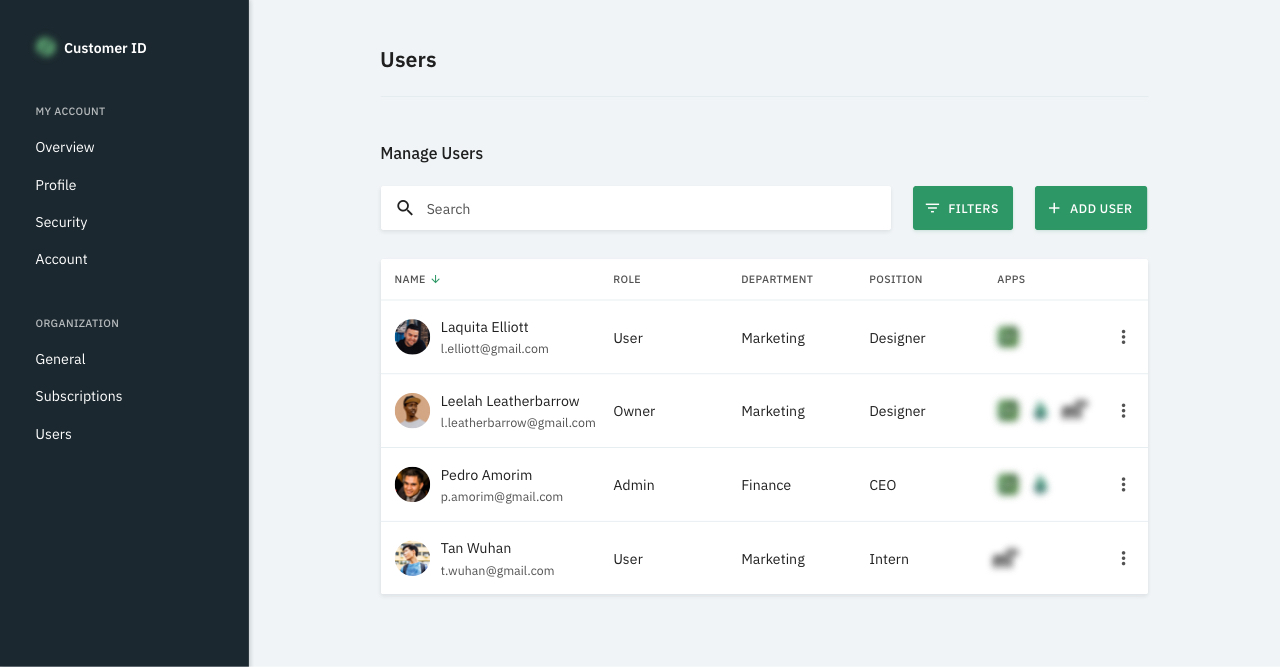 Customer ID
MY ACCOUNT
Overview
Profile
Security
Account
ORGANIZATION
General
Subscriptions
Users
Users
Manage Users
Search
FILTERS
ADD USER
NAME ROLE DEPARTMENT POSITION APPS
Laquita Elliott
l.elliott@gmail.com
User Marketing Designer
Leelah Leatherbarrow
l.leatherbarrow@gmail.com
Owner Marketing Designer
Pedro Amorim
p.amorim@gmail.com
Admin Finance CEO
Tan Wuhan
t.wuhan@gmail.com
User Marketing Intern